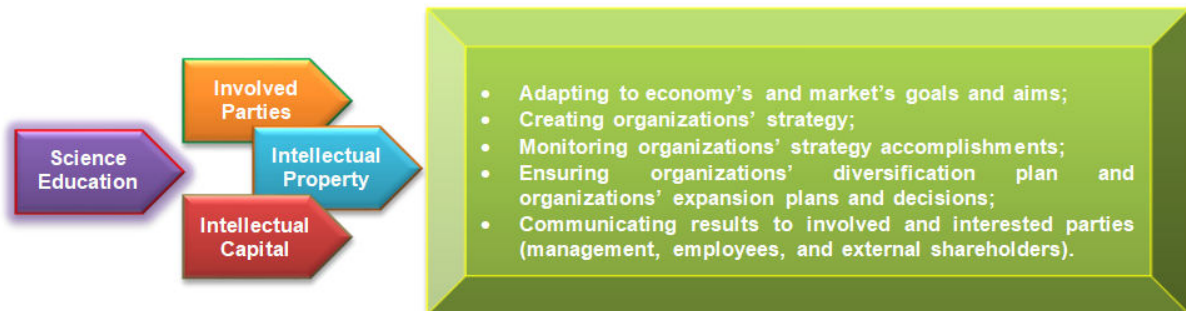 Involved
Parties
Science
Education
Intellectual
Property
Intellectual
Capital
• Adapting to economy's and market's goals and aims;
• Creating organizations' strategy;
• Monitoring organizations' strategy accomplishments;
• Ensuring organizations' diversification plan and
organizations' expansion plans and decisions;
• Communicating results to involved and interested parties
(management, employees, and external shareholders).